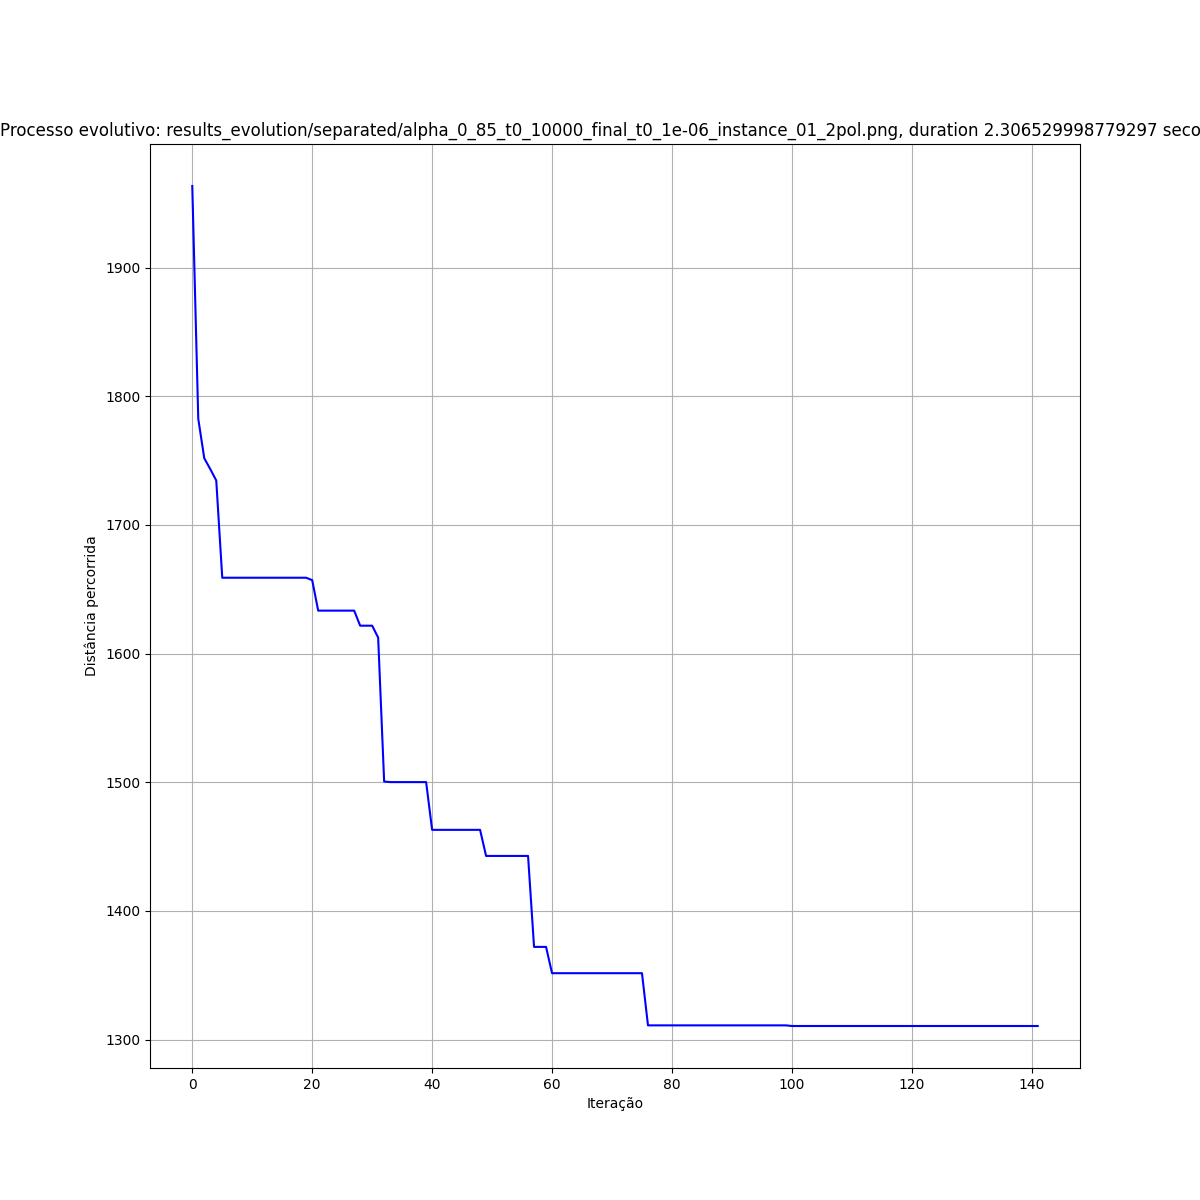 Processo evolutivo: results_evolution/separated/alpha_0_85_t0_10000_final_t0_1e-06_instance_01_2pol.png, duration 2.306529998779297 seco
1900
1800
1700
1600
1500
1400
1300
Distância percorrida
0 20 40 60 80 100 120 140
Iteração